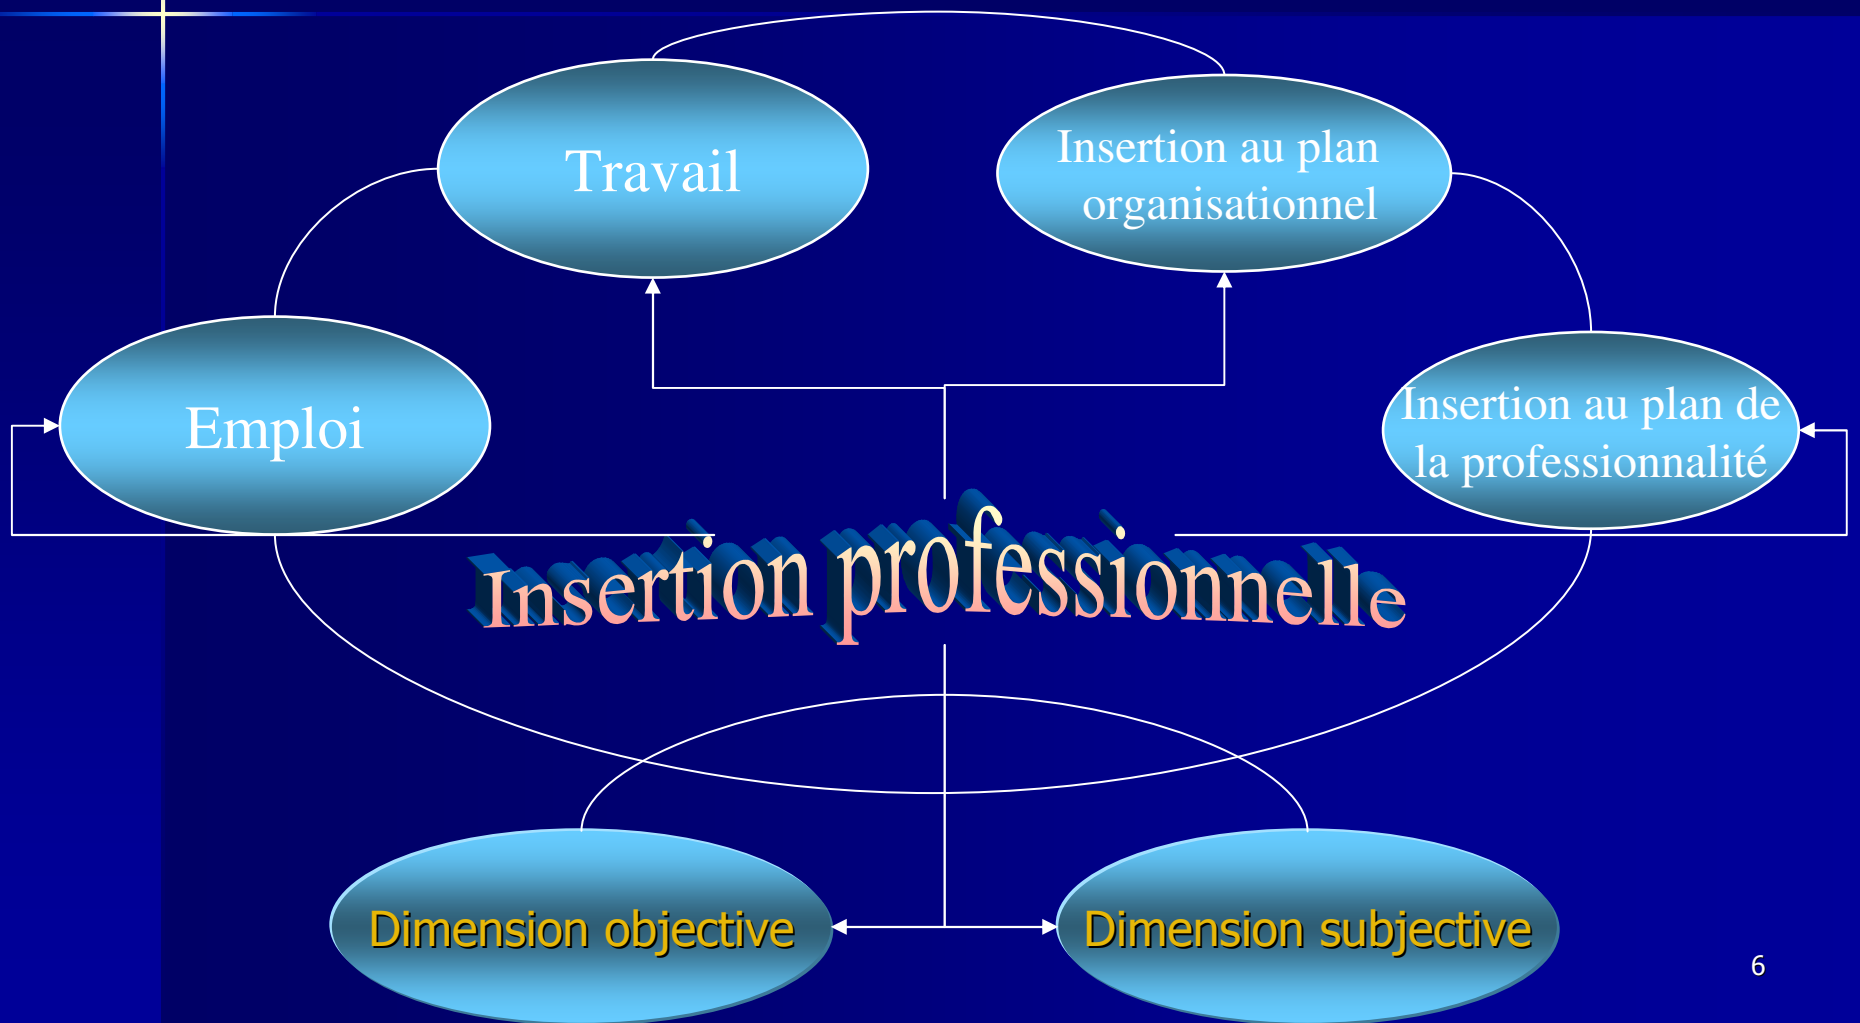 Travail
Insertion au plan
organisationnel
Emploi
Insertion au plan de
la professionnalité
Insertion professionnelle
Dimension objective
Dimension subjective
6